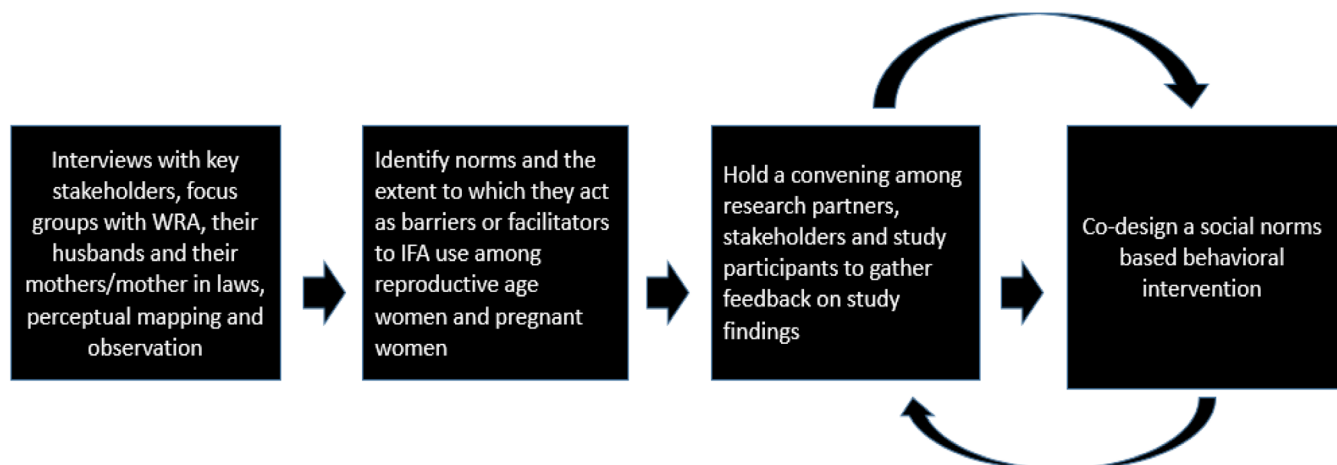 Interviews with key
stakeholders, focus
groups with WRA, their
husbands and their
mothers/mother in laws,
perceptual mapping and
observation
Identify norms and the
extent to which they act
as barriers or facilitators
to IFA use among
reproductive age
women and pregnant
women
Hold a convening among
research partners,
stakeholders and study
participants to gather
feedback on study
findings
Co-design a social norms
based behavioral
intervention